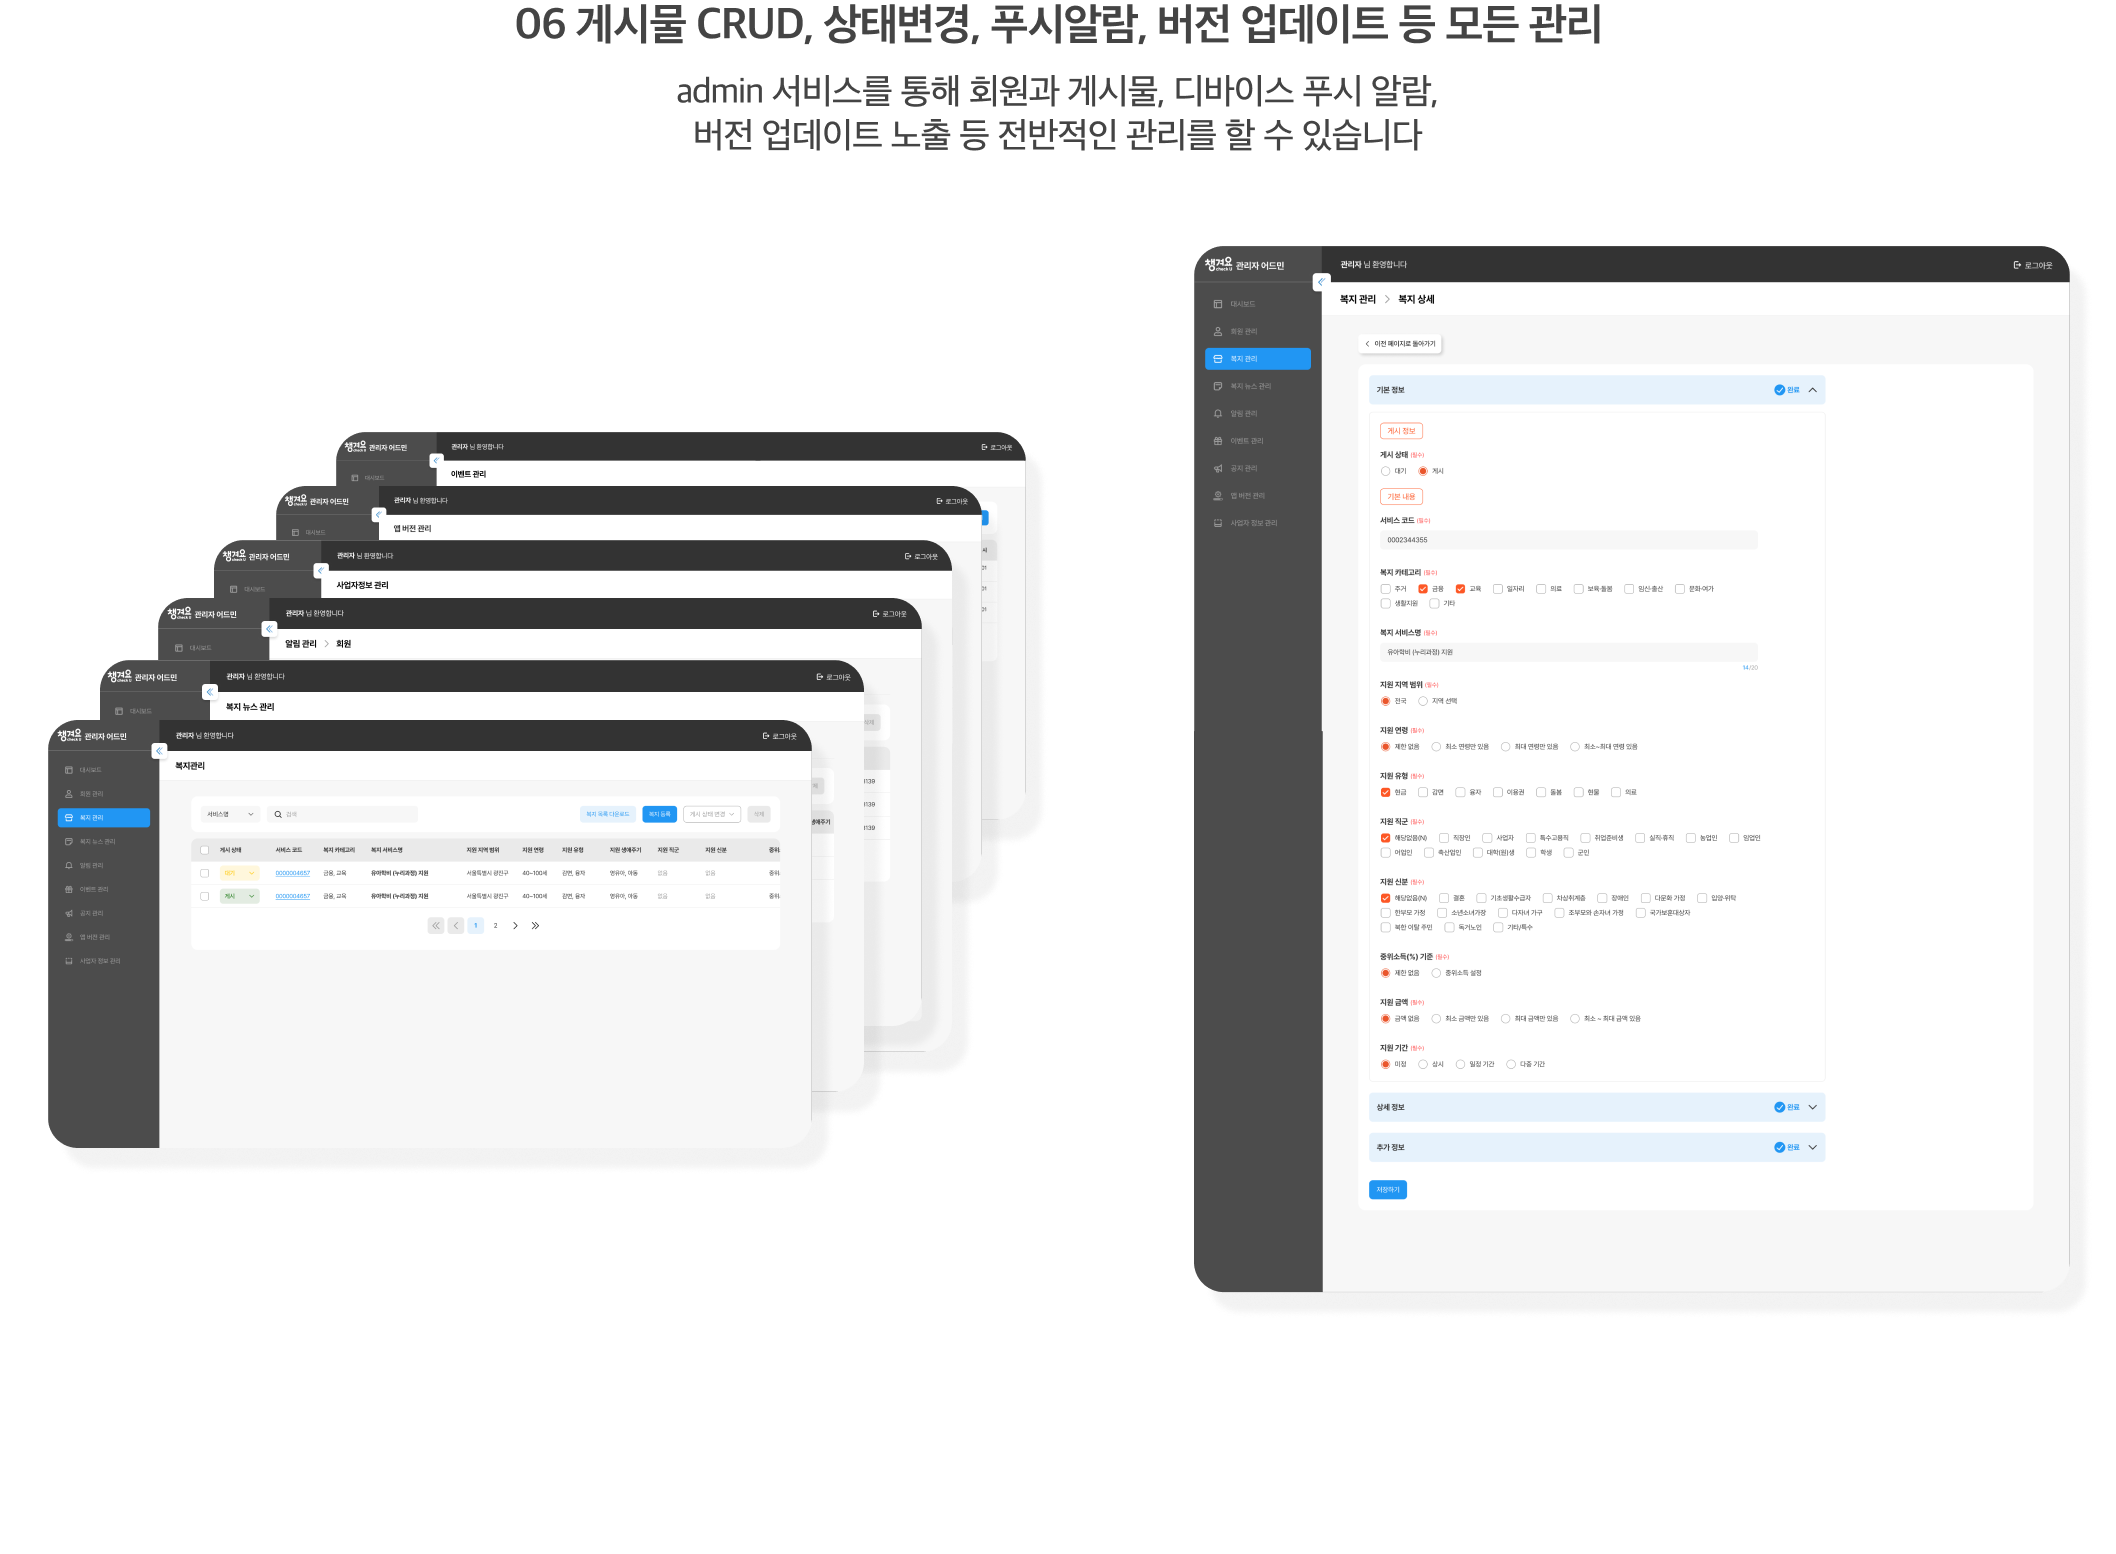 06 게시물 CRUD, 상태변경, 푸시알람, 버전 업데이트 등 모든 관리
admin 서비스를 통해 회원과 게시물, 디바이스 푸시 알람,
버전 업데이트 노출 등 전반적인 관리를 할 수 있습니다
챙겨요 check U 관리자 어드민
관리자 님 환영합니다
로그아웃
대시보드
이벤트 관리
챙겨요 check U 관리자 어드민
관리자 님 환영합니다
로그아웃
대시보드
앱 버전 관리
챙겨요 check U 관리자 어드민
관리자 님 환영합니다
로그아웃
대시보드
사업자정보 관리
챙겨요 check U 관리자 어드민
관리자 님 환영합니다
로그아웃
대시보드
알림 관리 > 회원
챙겨요 check U 관리자 어드민
관리자 님 환영합니다
로그아웃
대시보드
복지 뉴스 관리
챙겨요 check U 관리자 어드민
관리자 님 환영합니다
로그아웃
대시보드
회원 관리
복지 관리
복지 뉴스 관리
알림 관리
이벤트 관리
공지 관리
앱 버전 관리
사업자 정보 관리
복지관리
서비스명 검색 복지 목록 다운로드 복지 등록 게시 상태 변경 삭제
게시 상태 서비스 코드 복지 카테고리 복지 서비스명 지원 지역 범위 지원 연령 지원 유형 지원 생애주기 지원 직군 지원 신분 중위
대기 0000004657 금융, 교육 유아학비 (누리과정) 지원 서울특별시 광진구 40~100세 감면, 융자 영유아, 아동 없음 없음 중위
게시 0000004657 금융, 교육 유아학비 (누리과정) 지원 서울특별시 광진구 40~100세 감면, 융자 영유아, 아동 없음 없음 중위
1 2
챙겨요 check U 관리자 어드민
관리자 님 환영합니다
로그아웃
대시보드
회원 관리
복지 관리
복지 뉴스 관리
알림 관리
이벤트 관리
공지 관리
앱 버전 관리
사업자 정보 관리
복지 관리 > 복지 상세
이전 페이지로 돌아가기
기본 정보 완료
게시 정보
게시 상태 (필수)
대기 게시
기본 내용
서비스 코드 (필수)
0002344355
복지 카테고리 (필수)
주거 금융 교육 일자리 의료 보육·돌봄 임신·출산 문화·여가
생활지원 기타
복지 서비스명 (필수)
유아학비 (누리과정) 지원
14/20
지원 지역 범위 (필수)
전국 지역 선택
지원 연령 (필수)
제한 없음 최소 연령만 있음 최대 연령만 있음 최소~최대 연령 있음
지원 유형 (필수)
현금 감면 융자 이용권 돌봄 현물 의료
지원 직군 (필수)
해당없음(N) 직장인 사업자 특수고용직 취업준비생 실직·휴직 농업인 임업인
어업인 축산업인 대학(원)생 학생 군인
지원 신분 (필수)
해당없음(N) 결혼 기초생활수급자 차상위계층 장애인 다문화 가정 입양·위탁
한부모 가정 소년소녀가장 다자녀 가구 조부모와 손자녀 가정 국가보훈대상자
북한 이탈 주민 독거노인 기타/특수
중위소득(%) 기준 (필수)
제한 없음 중위소득 설정
지원 금액 (필수)
금액 없음 최소 금액만 있음 최대 금액만 있음 최소 ~ 최대 금액 있음
지원 기간 (필수)
미정 상시 일정 기간 다중 기간
상세 정보 완료
추가 정보 완료
저장하기